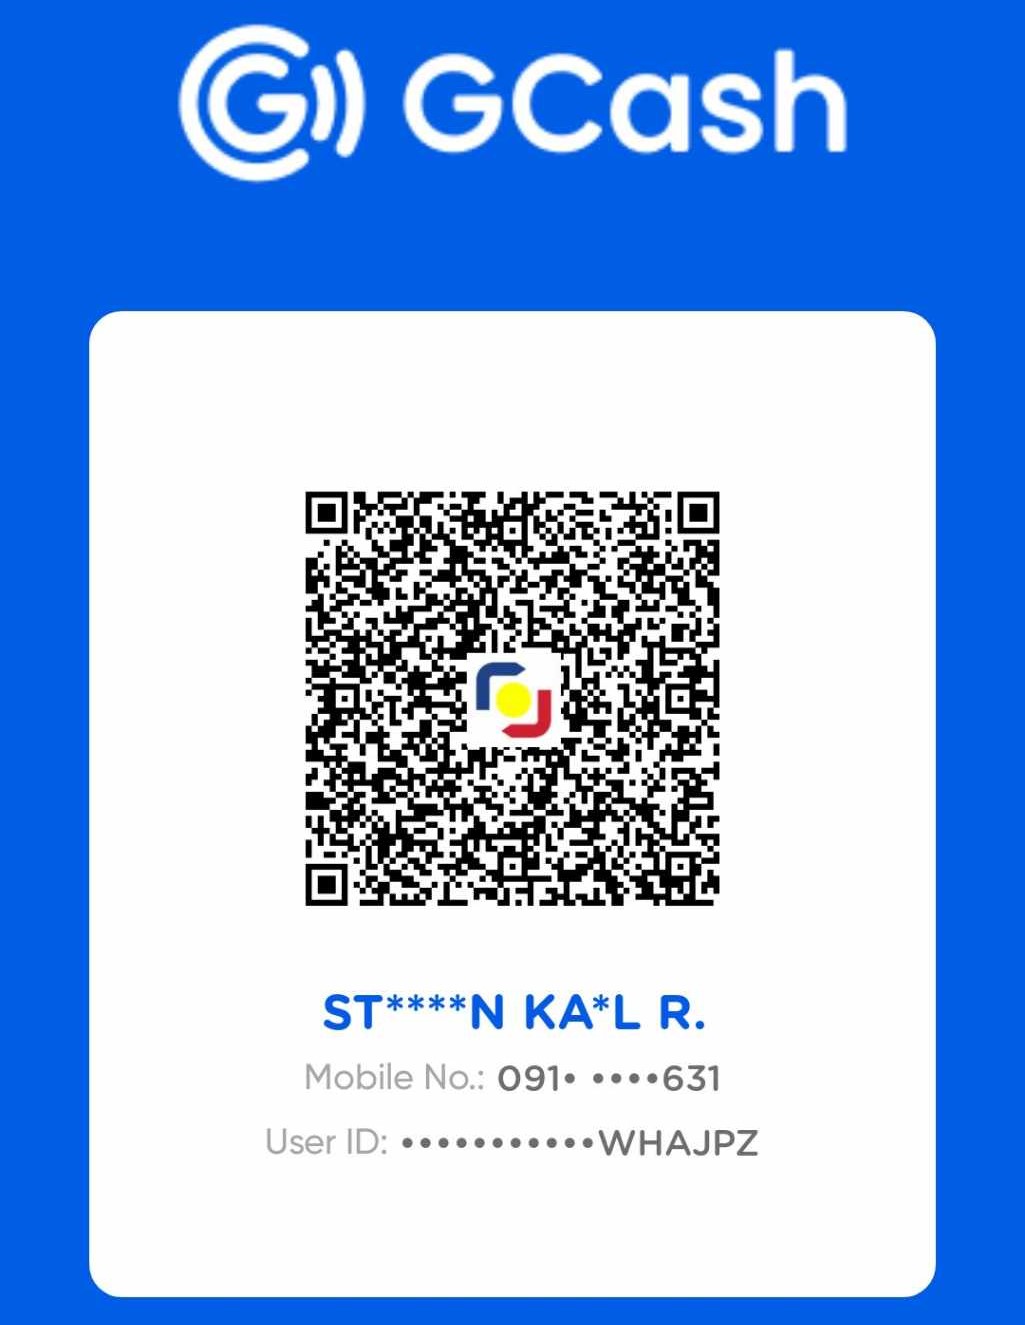 GCash
ST****N KA*L R.
Mobile No.: 091• ••••631
User ID: •••••••••••WHAJPZ